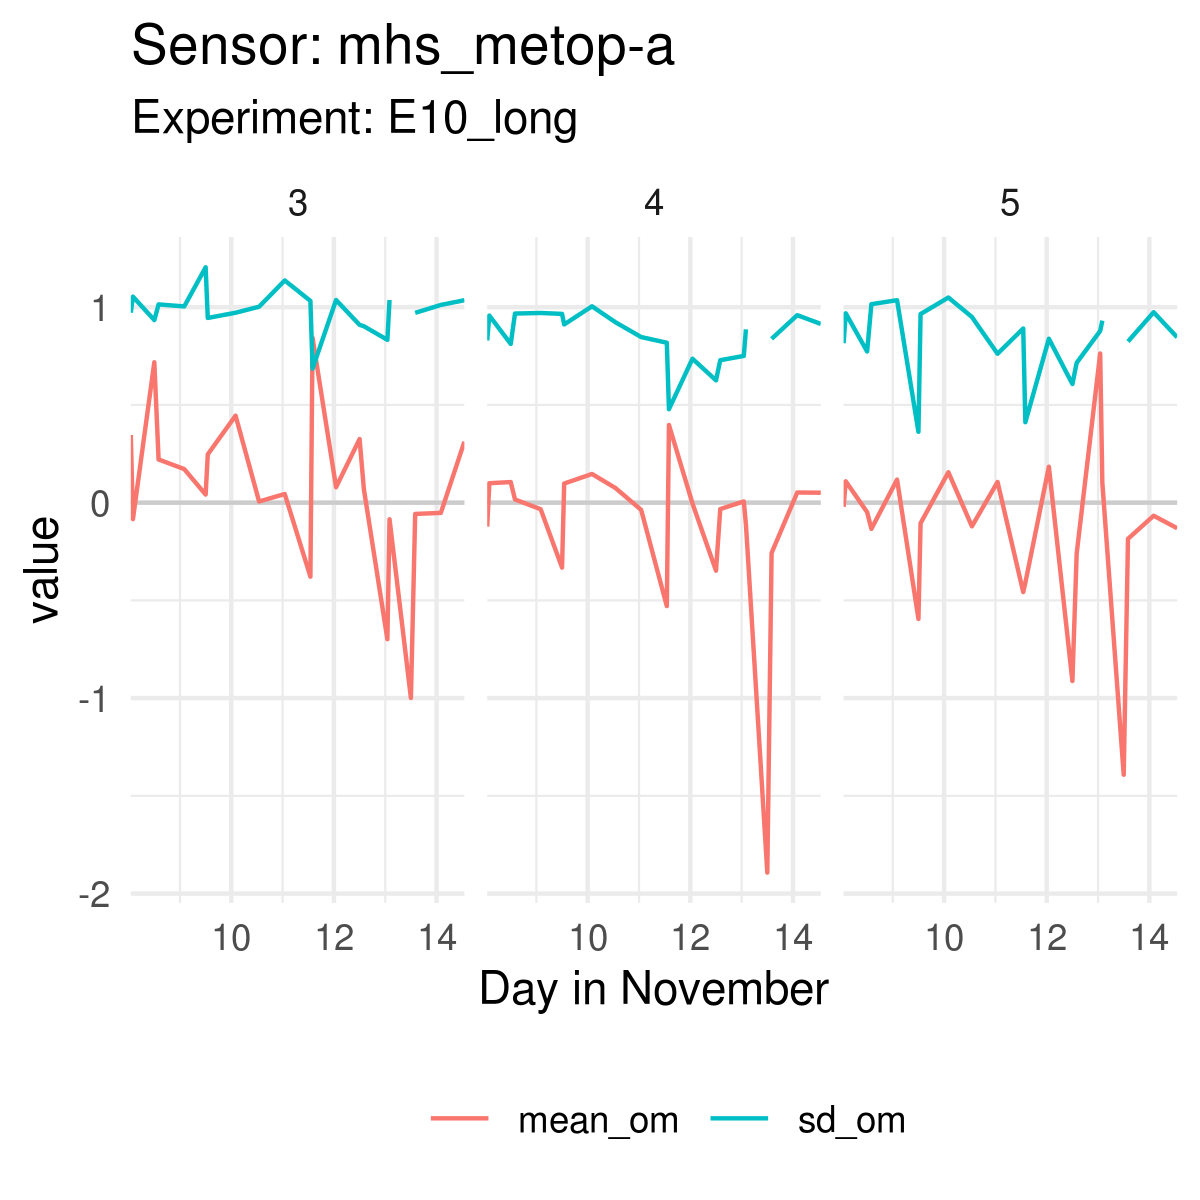 Sensor: mhs_metop-a
Experiment: E10_long
3 4 5
1
0
-1
-2
value
10 12 14 10 12 14 10 12 14
Day in November
mean_om sd_om